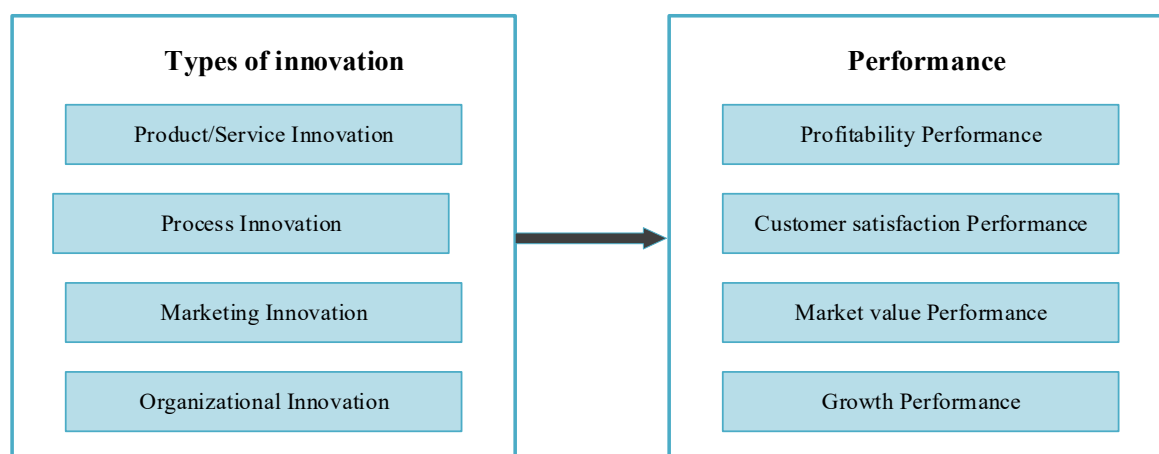 Types of innovation
Product/Service Innovation
Process Innovation
Marketing Innovation
Organizational Innovation
Performance
Profitability Performance
Customer satisfaction Performance
Market value Performance
Growth Performance